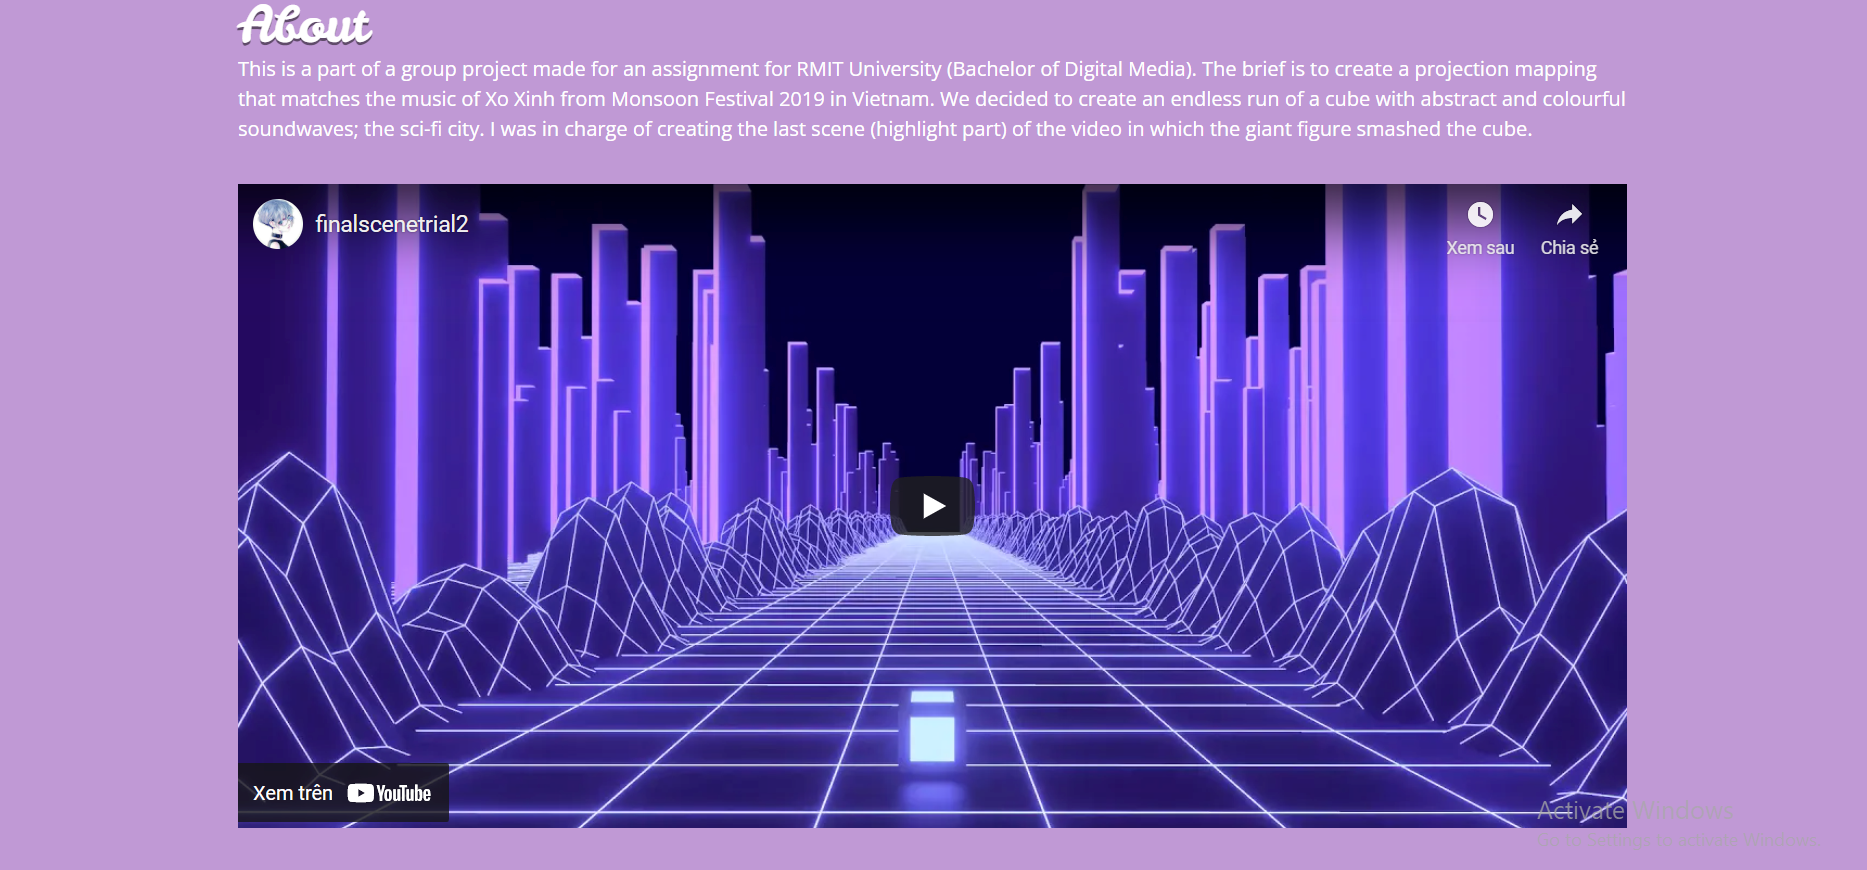 About
This is a part of a group project made for an assignment for RMIT University (Bachelor of Digital Media). The brief is to create a projection mapping
that matches the music of Xo Xinh from Monsoon Festival 2019 in Vietnam. We decided to create an endless run of a cube with abstract and colourful
soundwaves; the sci-fi city. I was in charge of creating the last scene (highlight part) of the video in which the giant figure smashed the cube.
finalscenetrial2
Xem sau
Chia sẻ
Xem trên YouTube
Activate Windows
Go to Settings to activate Windows.